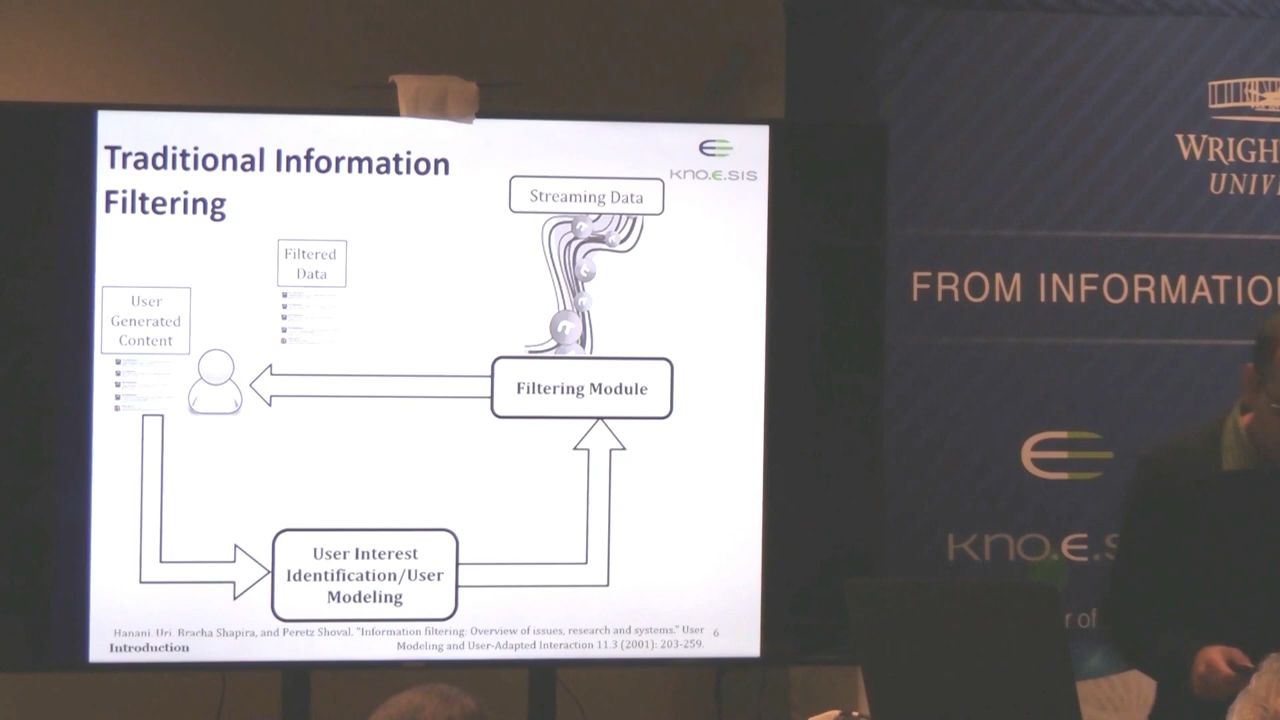 Traditional Information
Filtering
KNO.E.SIS
Streaming Data
Filtered
Data
User
Generated
Content
Filtering Module
User Interest
Identification/User
Modeling
Hanani, Uri, Bracha Shapira, and Peretz Shoval. "Information filtering: Overview of issues, research and systems." User
Modeling and User-Adapted Interaction 11.3 (2001): 203-259.
6
Introduction
WRIGH
UNIV
FROM INFORMATIO
KNO.E.S
r of